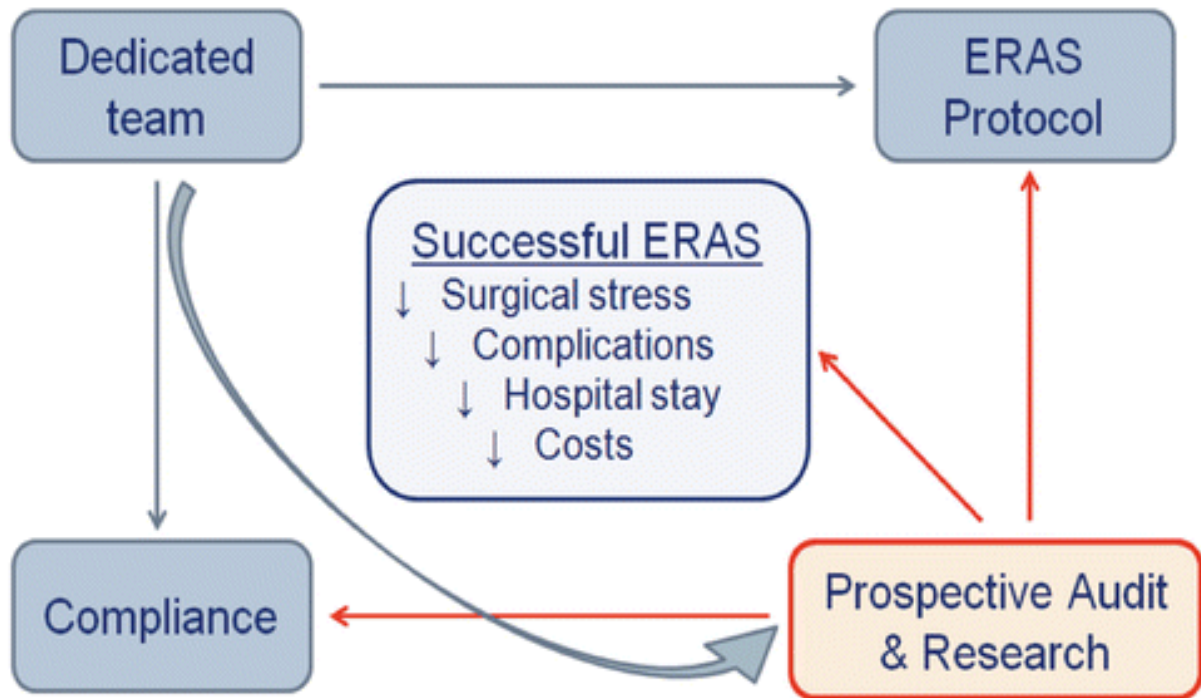 Dedicated
team
ERAS
Protocol
Successful ERAS
↓ Surgical stress
↓ Complications
↓ Hospital stay
↓ Costs
Compliance
Prospective Audit
& Research